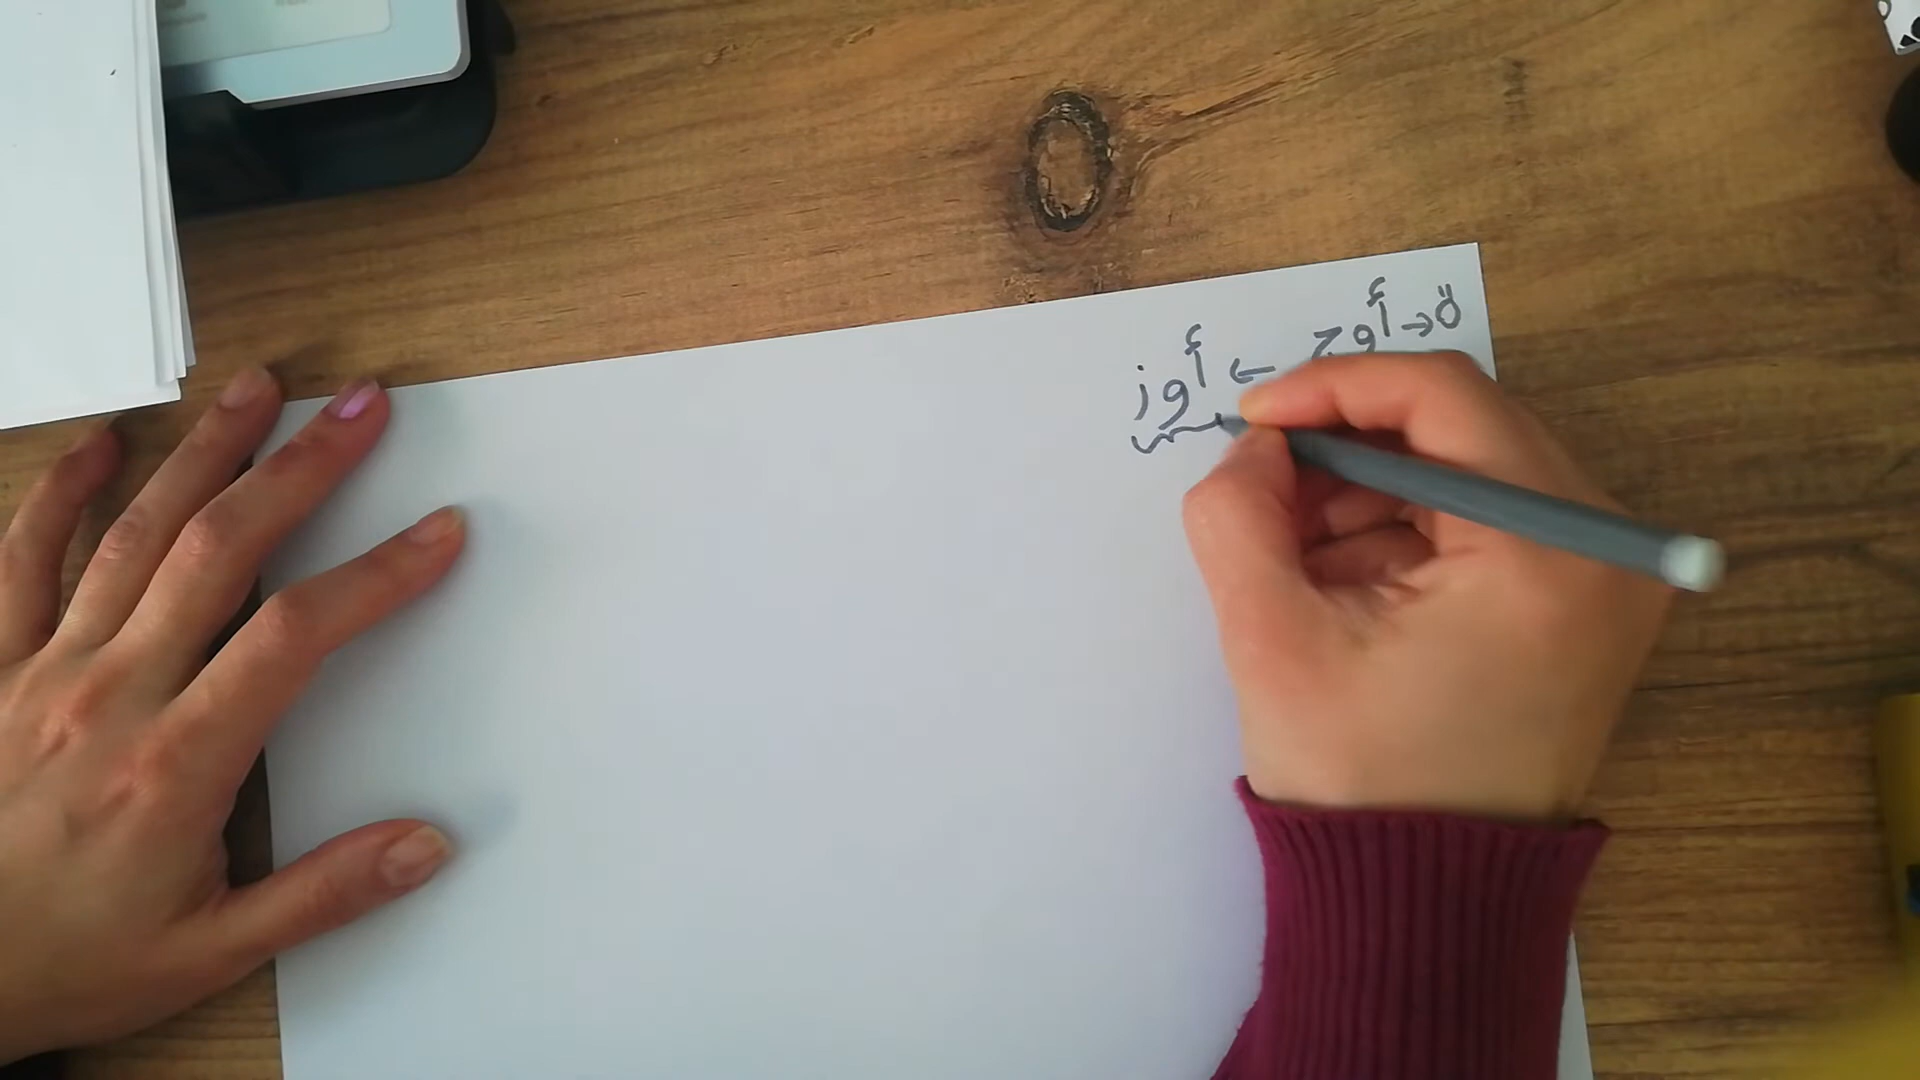 ö ← أوج → أوز